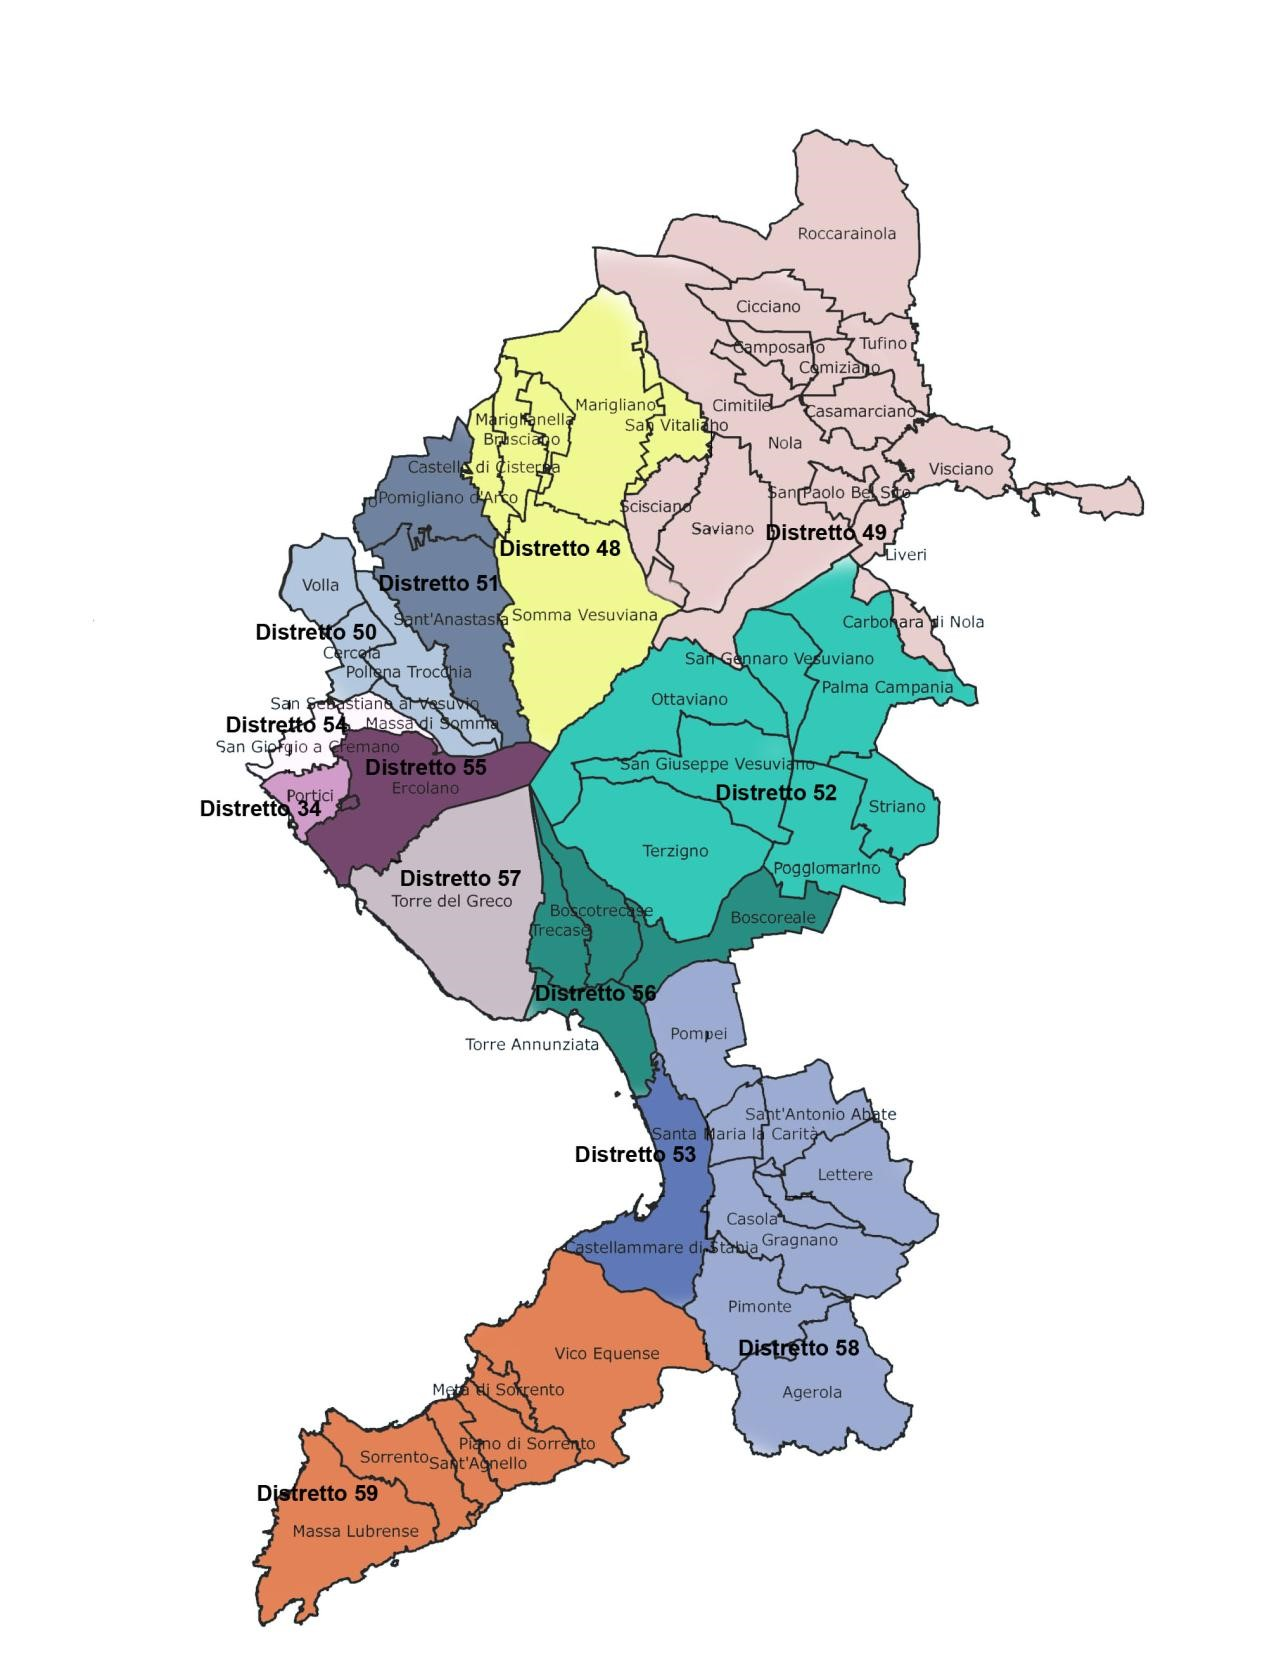 Roccarainola
Cicciano
Camposano
Tufino
Comiziano
Marigliano
Cimitile
Casamarciano
Mariglianella
San Vitaliano
Brusciano
Nola
Castello di Cisterna
Visciano
Pomigliano d'Arco
San Paolo Bel Sito
Scisciano
Saviano
Distretto 49
Distretto 48
Liveri
Volla
Distretto 51
Sant'Anastasia
Somma Vesuviana
Carbonara di Nola
Distretto 50
Cercola
San Gennaro Vesuviano
Pollena Trocchia
Palma Campania
Ottaviano
San Sebastiano al Vesuvio
Distretto 54
Massa di Somma
San Giorgio a Cremano
Distretto 55
San Giuseppe Vesuviano
Ercolano
Portici
Distretto 52
Distretto 34
Striano
Terzigno
Poggiomarino
Distretto 57
Torre del Greco
Boscotrecase
Boscoreale
Trecase
Distretto 56
Pompei
Torre Annunziata
Sant'Antonio Abate
Santa Maria la Carità
Distretto 53
Lettere
Casola
Gragnano
Castellammare di Stabia
Pimonte
Distretto 58
Vico Equense
Meta di Sorrento
Agerola
Piano di Sorrento
Sorrento
Sant'Agnello
Distretto 59
Massa Lubrense